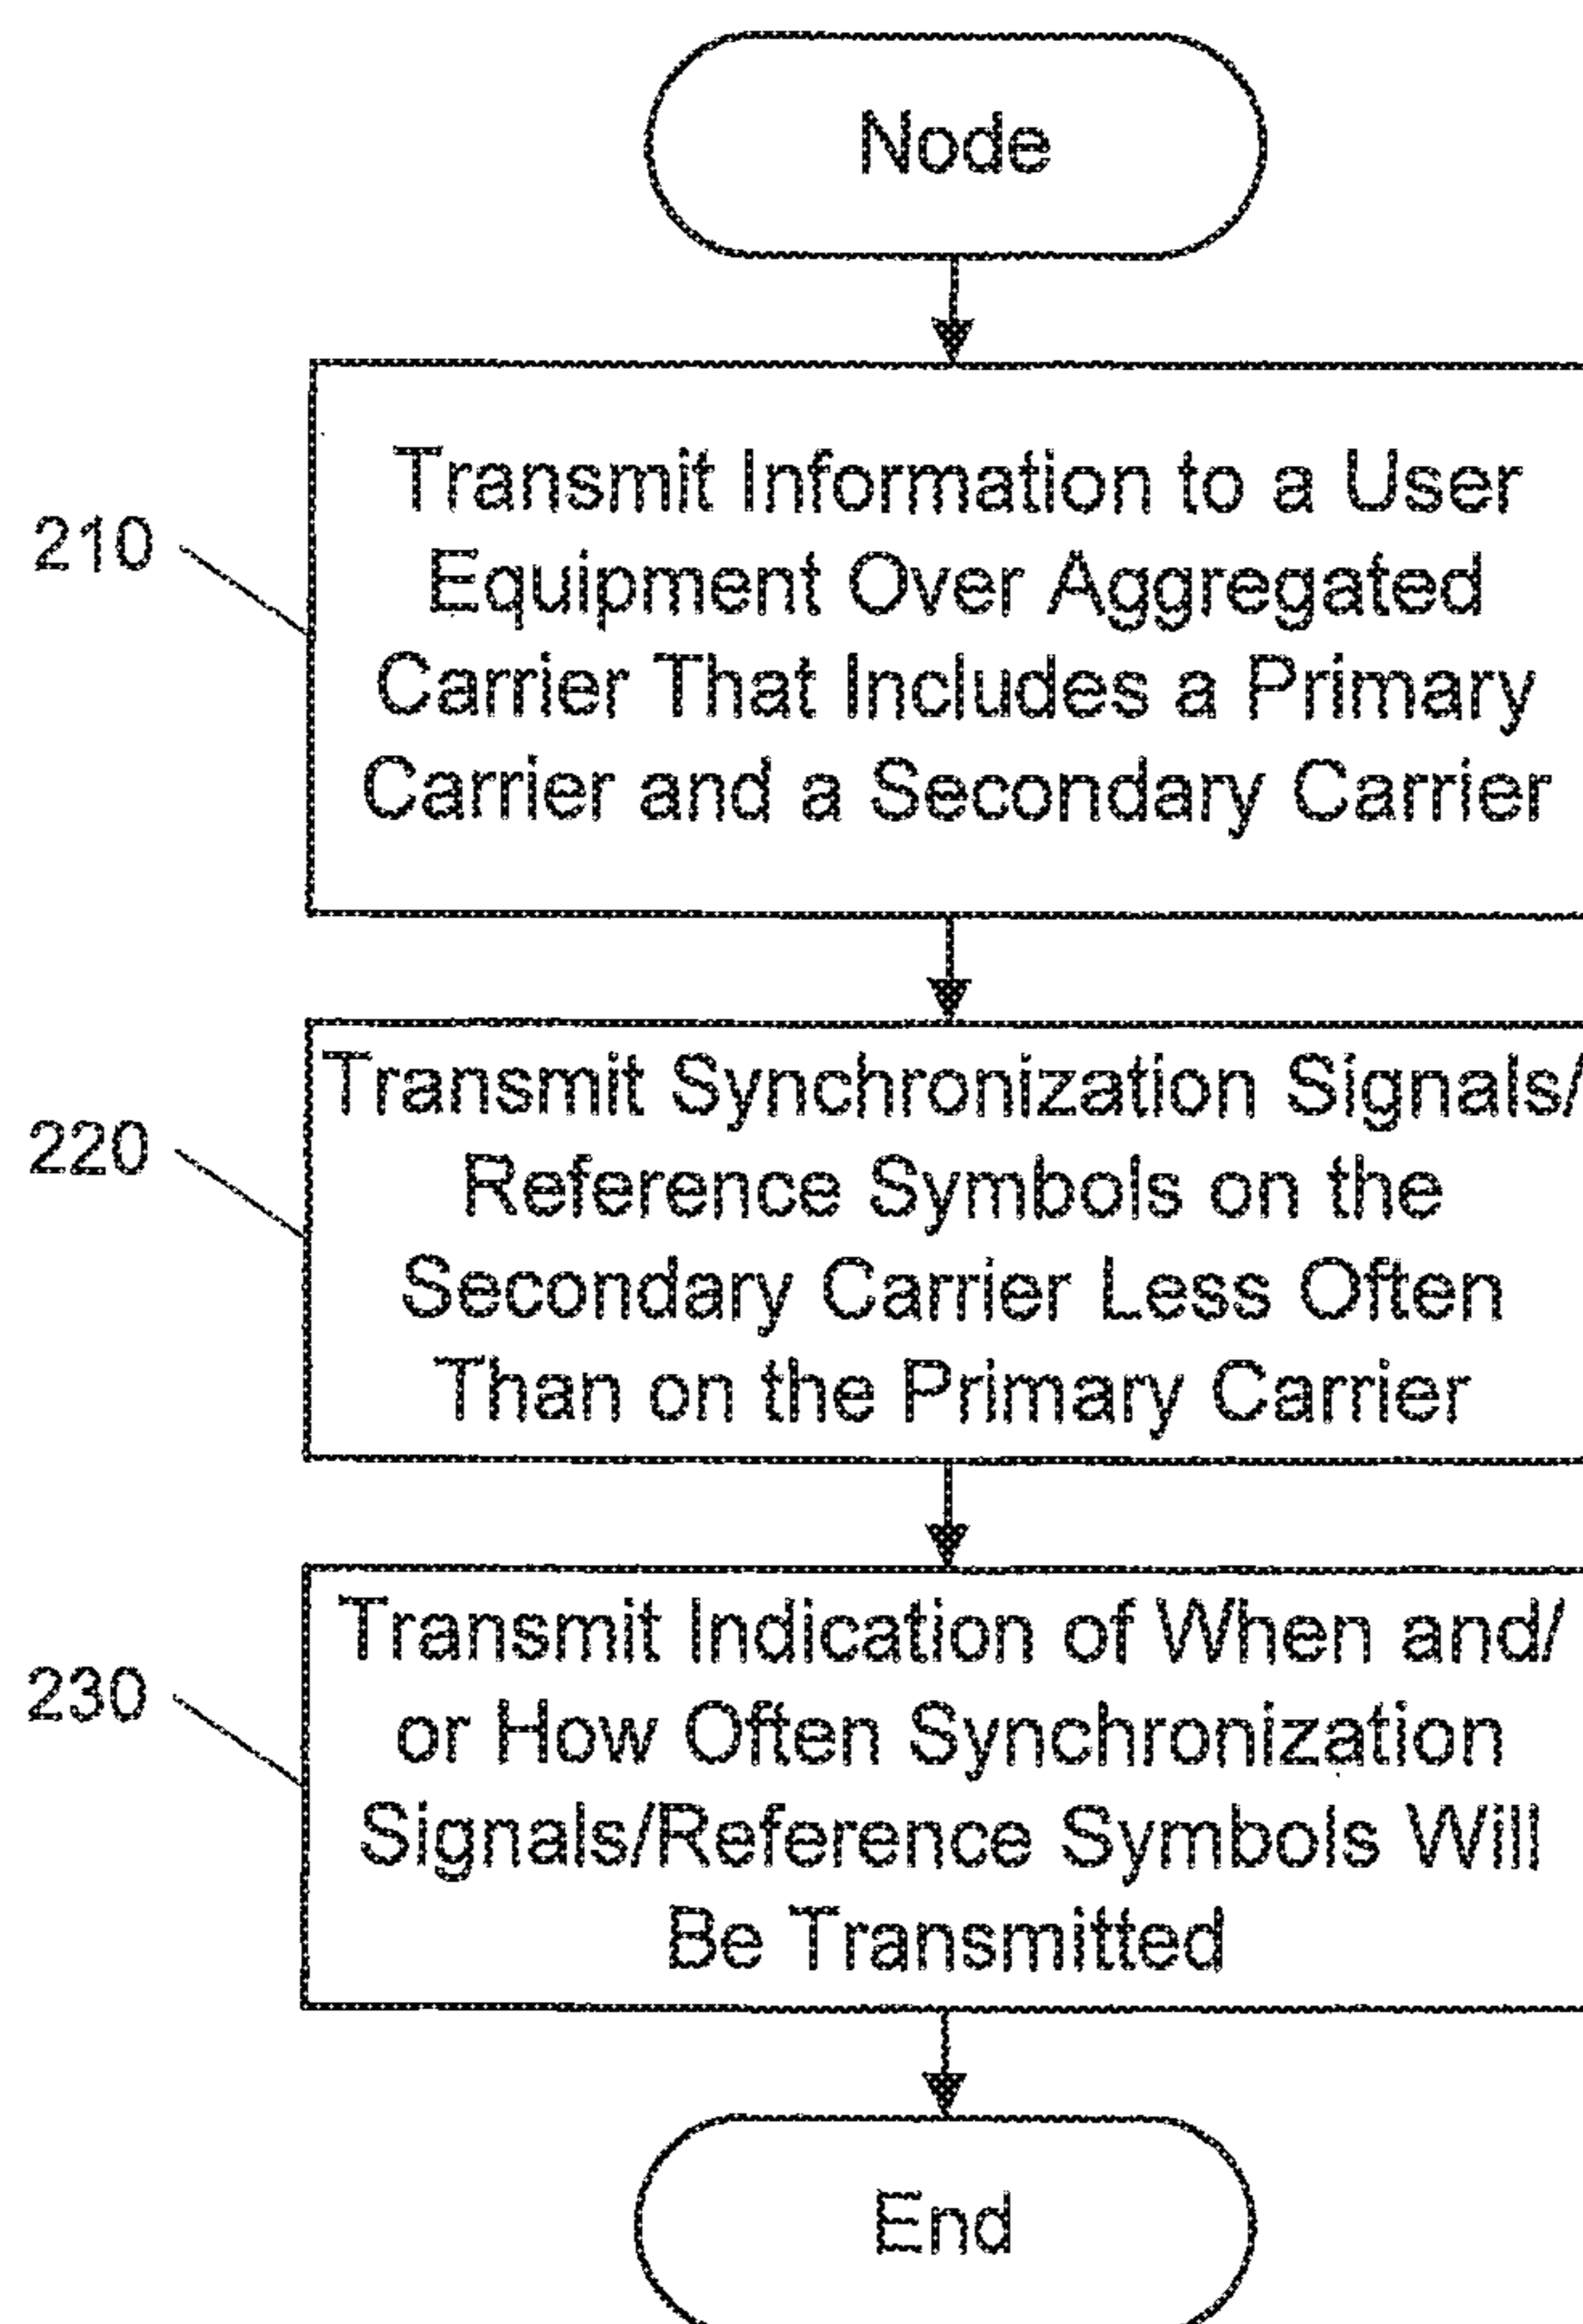 Node
210
Transmit Information to a User
Equipment Over Aggregated
Carrier That Includes a Primary
Carrier and a Secondary Carrier
220
Transmit Synchronization Signals/
Reference Symbols on the
Secondary Carrier Less Often
Than on the Primary Carrier
230
Transmit Indication of When and/
or How Often Synchronization
Signals/Reference Symbols Will
Be Transmitted
End